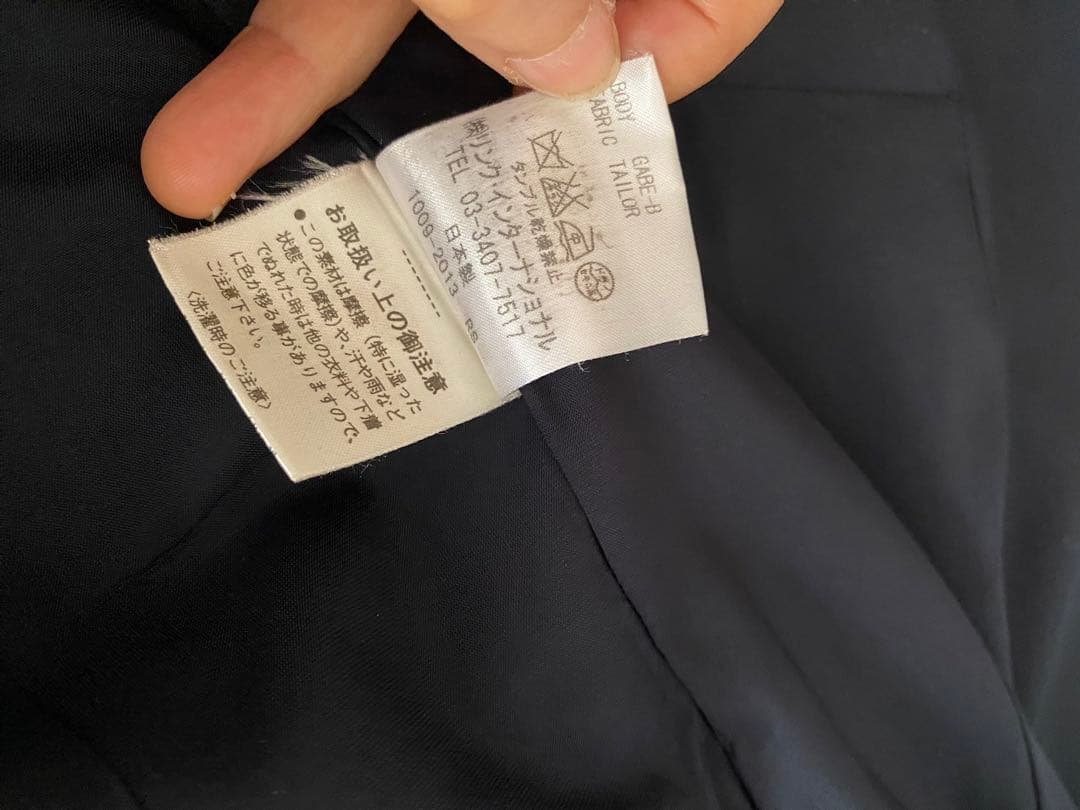 BODY GABE-B
FABRIC TAILOR
タンブル乾燥禁止
㈱リンク・インターナショナル
TEL 03-3407-7517
日本製
1009-2013 BS
お取扱い上の御注意
●この素材は摩擦(特に湿った
状態での摩擦)や、汗や雨など
でぬれた時は他の衣料や下着
に色が移る事がありますので、
ご注意下さい。
〈洗濯時のご注意〉